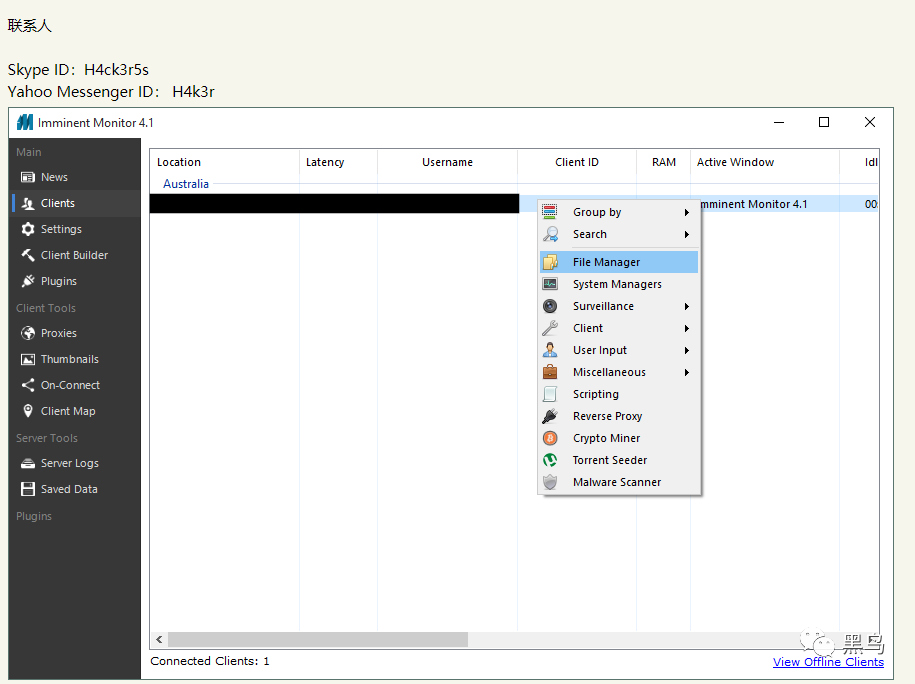 联系人
Skype ID：H4ck3r5s
Yahoo Messenger ID： H4k3r
Imminent Monitor 4.1
Main
News
Clients
Settings
Client Builder
Plugins
Client Tools
Proxies
Thumbnails
On-Connect
Client Map
Server Tools
Server Logs
Saved Data
Plugins
Location Latency Username Client ID RAM Active Window Idl
Australia
mminent Monitor 4.1 00:
Group by
Search
File Manager
System Managers
Surveillance
Client
User Input
Miscellaneous
Scripting
Reverse Proxy
Crypto Miner
Torrent Seeder
Malware Scanner
Connected Clients: 1
黑鸟
View Offline Clients